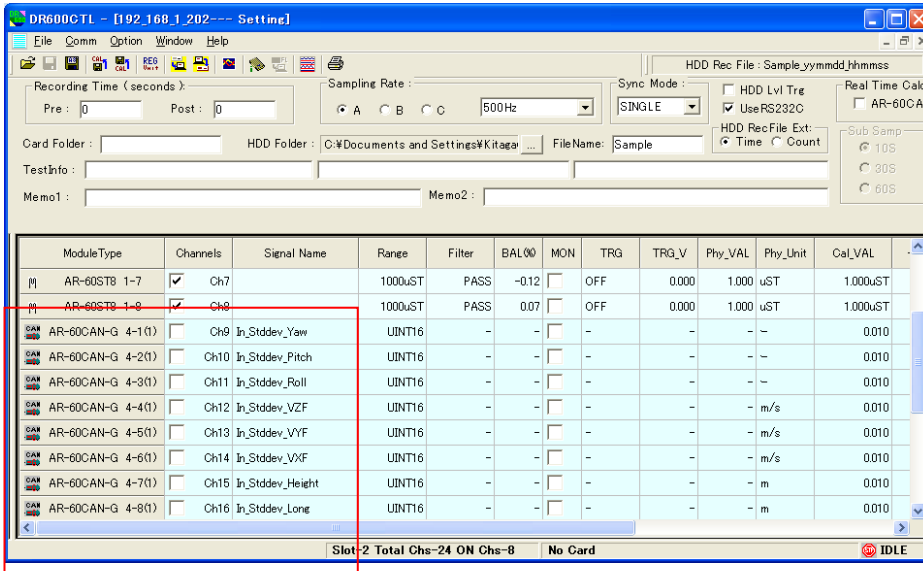 DR600CTL - [192_168_1_202--- Setting]
File Comm Option Window Help
HDD Rec File : Sample_yymmdd_hhmmss
Recording Time ( seconds ):
Pre : 0 Post : 0
Sampling Rate :
A B C 500Hz
Sync Mode :
SINGLE
HDD Lvl Trg
UseRS232C
Real Time Calc
AR-60CA
Card Folder :
HDD Folder : C:¥Documents and Settings¥Kitaga ...
FileName: Sample
HDD RecFile Ext:
Time Count
Sub Samp
10S
30S
60S
TestInfo :
Memo1 : Memo2 :
ModuleType Channels Signal Name Range Filter BAL(%) MON TRG TRG_V Phy_VAL Phy_Unit Cal_VAL
AR-60ST8 1-7 Ch7 1000uST PASS -0.12 OFF 0.000 1.000 uST 1.000uST
AR-60ST8 1-8 Ch8 1000uST PASS 0.07 OFF 0.000 1.000 uST 1.000uST
CAN AR-60CAN-G 4-1(1) Ch9 In_Stddev_Yaw UINT16 - - - - - - 0.010
CAN AR-60CAN-G 4-2(1) Ch10 In_Stddev_Pitch UINT16 - - - - - - 0.010
CAN AR-60CAN-G 4-3(1) Ch11 In_Stddev_Roll UINT16 - - - - - - 0.010
CAN AR-60CAN-G 4-4(1) Ch12 In_Stddev_VZF UINT16 - - - - - m/s 0.010
CAN AR-60CAN-G 4-5(1) Ch13 In_Stddev_VYF UINT16 - - - - - m/s 0.010
CAN AR-60CAN-G 4-6(1) Ch14 In_Stddev_VXF UINT16 - - - - - m/s 0.010
CAN AR-60CAN-G 4-7(1) Ch15 In_Stddev_Height UINT16 - - - - - m 0.010
CAN AR-60CAN-G 4-8(1) Ch16 In_Stddev_Long UINT16 - - - - - m 0.010
Slot-2 Total Chs-24 ON Chs-8 No Card IDLE